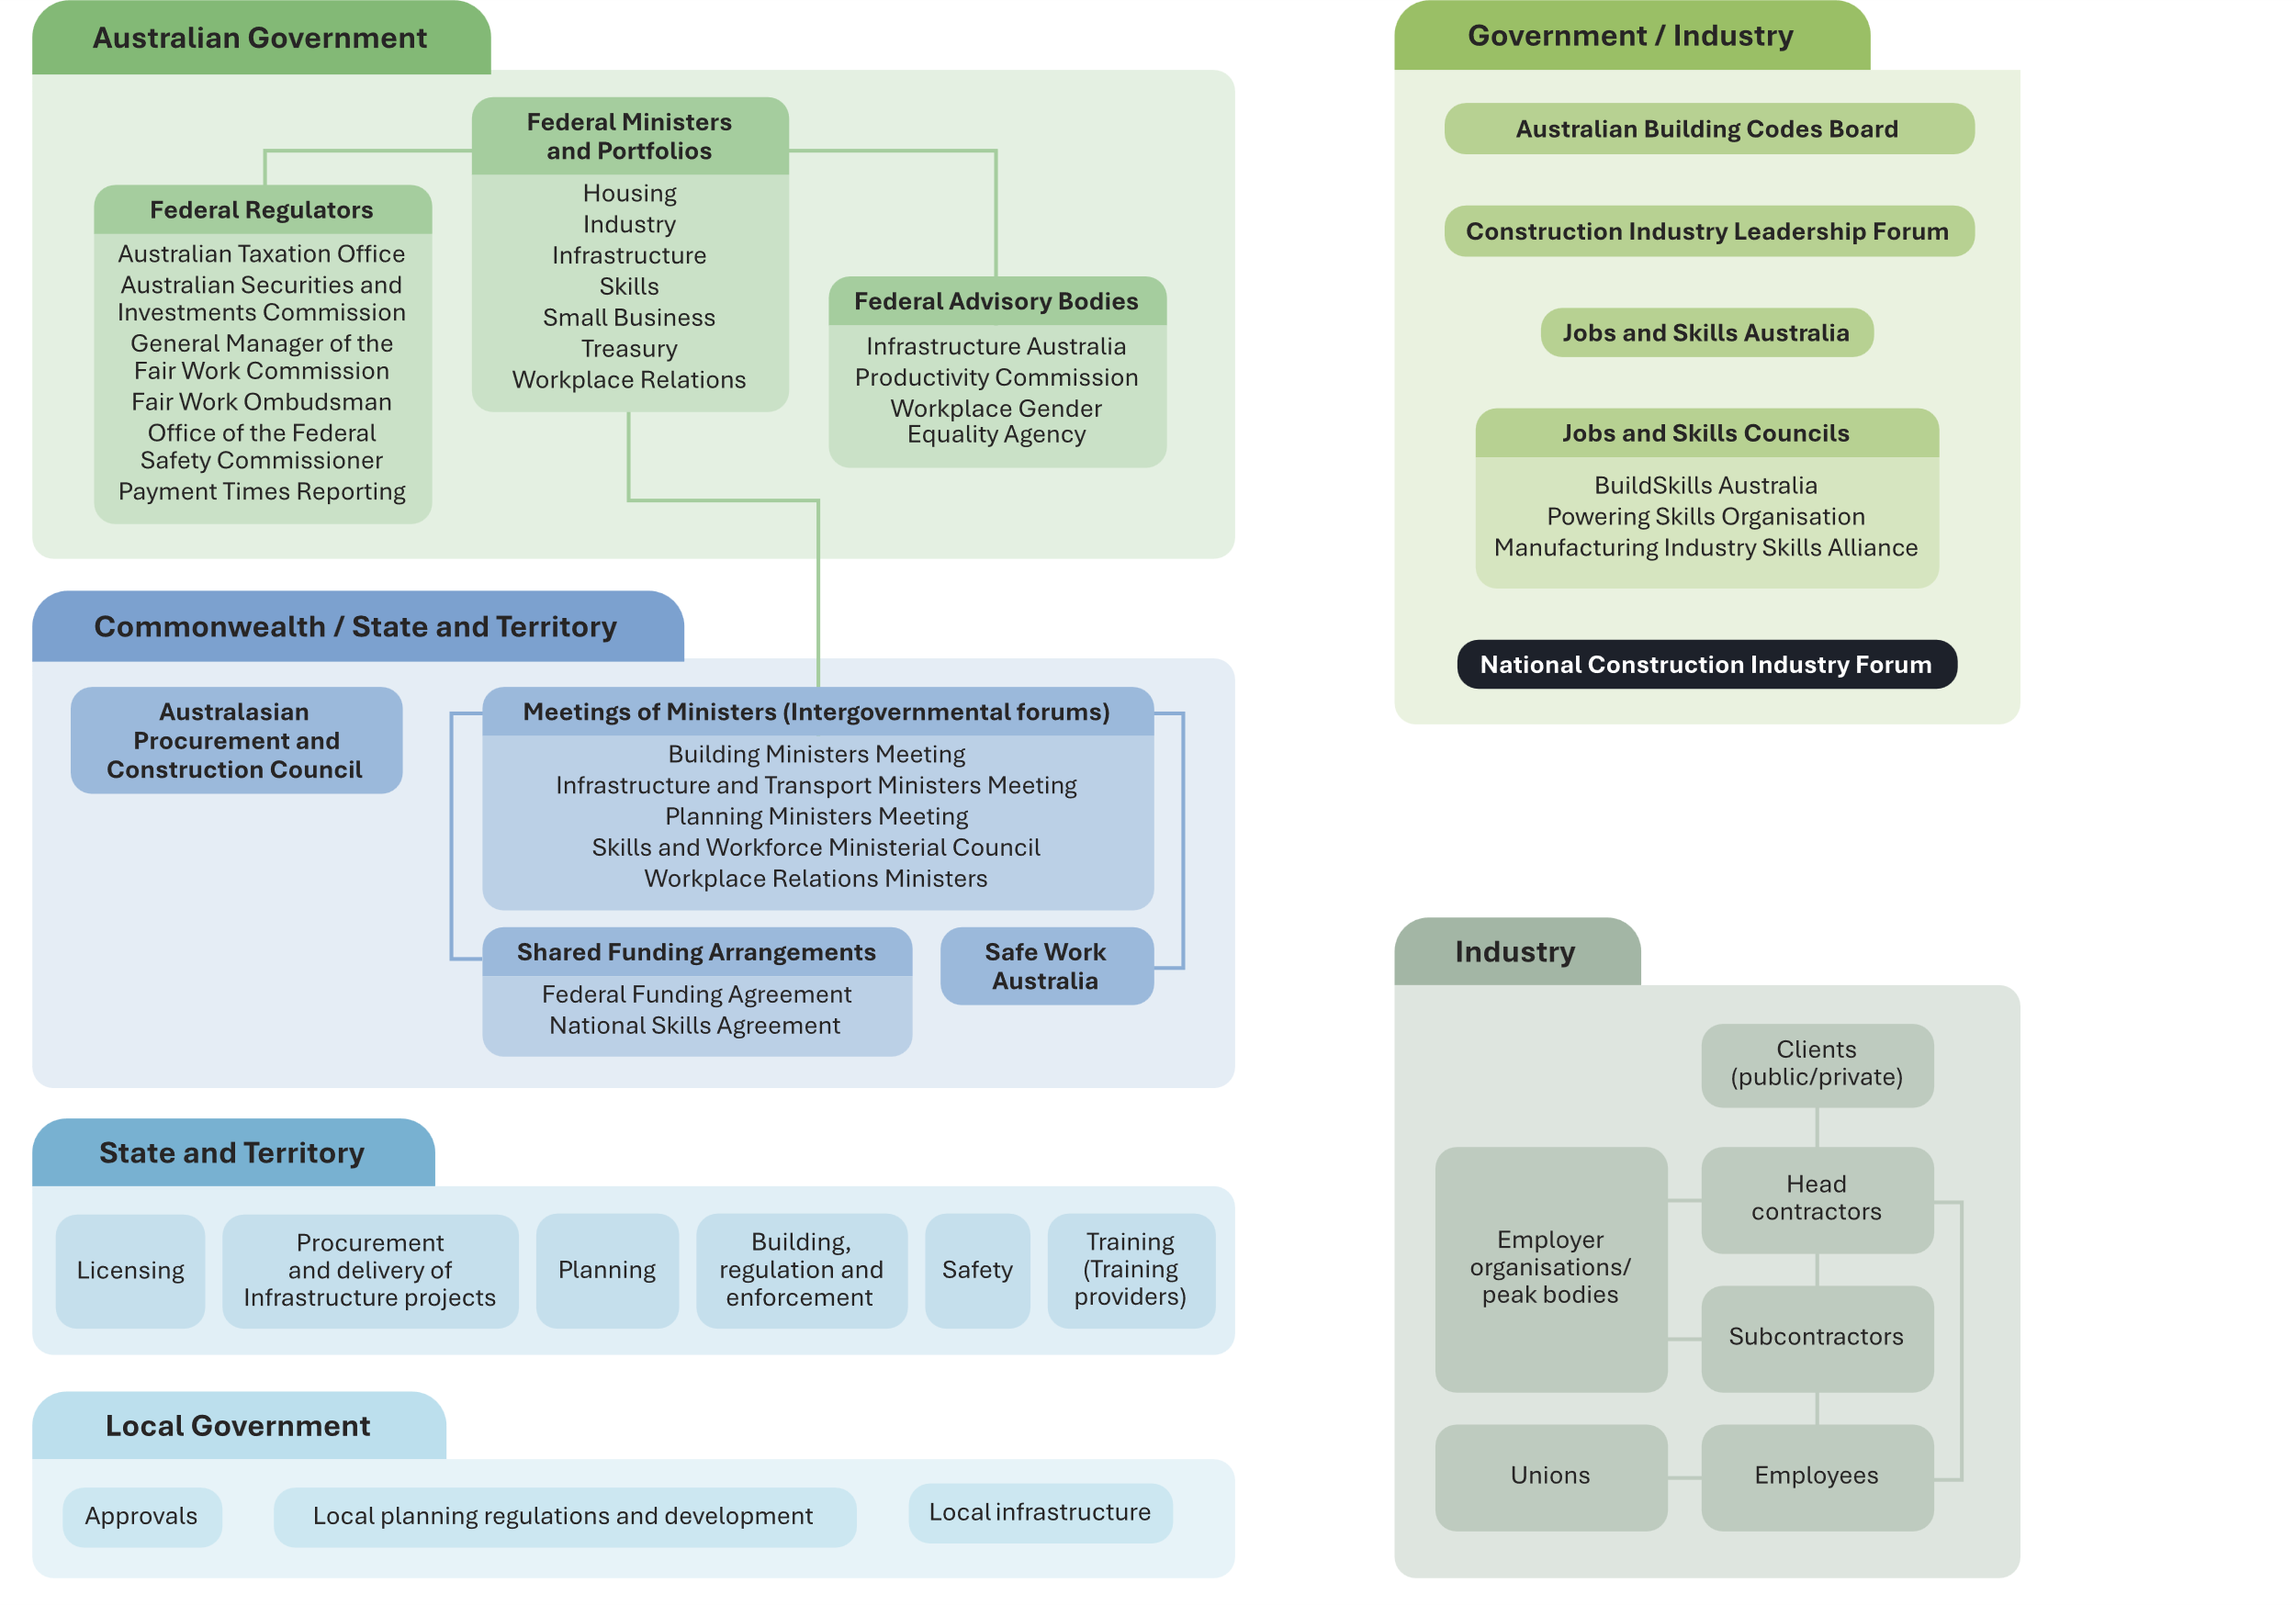 Australian Government
Federal Ministers
and Portfolios
Housing
Industry
Infrastructure
Skills
Small Business
Treasury
Workplace Relations
Federal Regulators
Australian Taxation Office
Australian Securities and
Investments Commission
General Manager of the
Fair Work Commission
Fair Work Ombudsman
Office of the Federal
Safety Commissioner
Payment Times Reporting
Federal Advisory Bodies
Infrastructure Australia
Productivity Commission
Workplace Gender
Equality Agency
Commonwealth / State and Territory
Australasian
Procurement and
Construction Council
Meetings of Ministers (Intergovernmental forums)
Building Ministers Meeting
Infrastructure and Transport Ministers Meeting
Planning Ministers Meeting
Skills and Workforce Ministerial Council
Workplace Relations Ministers
Shared Funding Arrangements
Federal Funding Agreement
National Skills Agreement
Safe Work
Australia
State and Territory
Licensing
Procurement
and delivery of
Infrastructure projects
Planning
Building,
regulation and
enforcement
Safety
Training
(Training
providers)
Local Government
Approvals
Local planning regulations and development
Local infrastructure
Government / Industry
Australian Building Codes Board
Construction Industry Leadership Forum
Jobs and Skills Australia
Jobs and Skills Councils
BuildSkills Australia
Powering Skills Organisation
Manufacturing Industry Skills Alliance
National Construction Industry Forum
Industry
Clients
(public/private)
Head
contractors
Employer
organisations/
peak bodies
Subcontractors
Unions
Employees